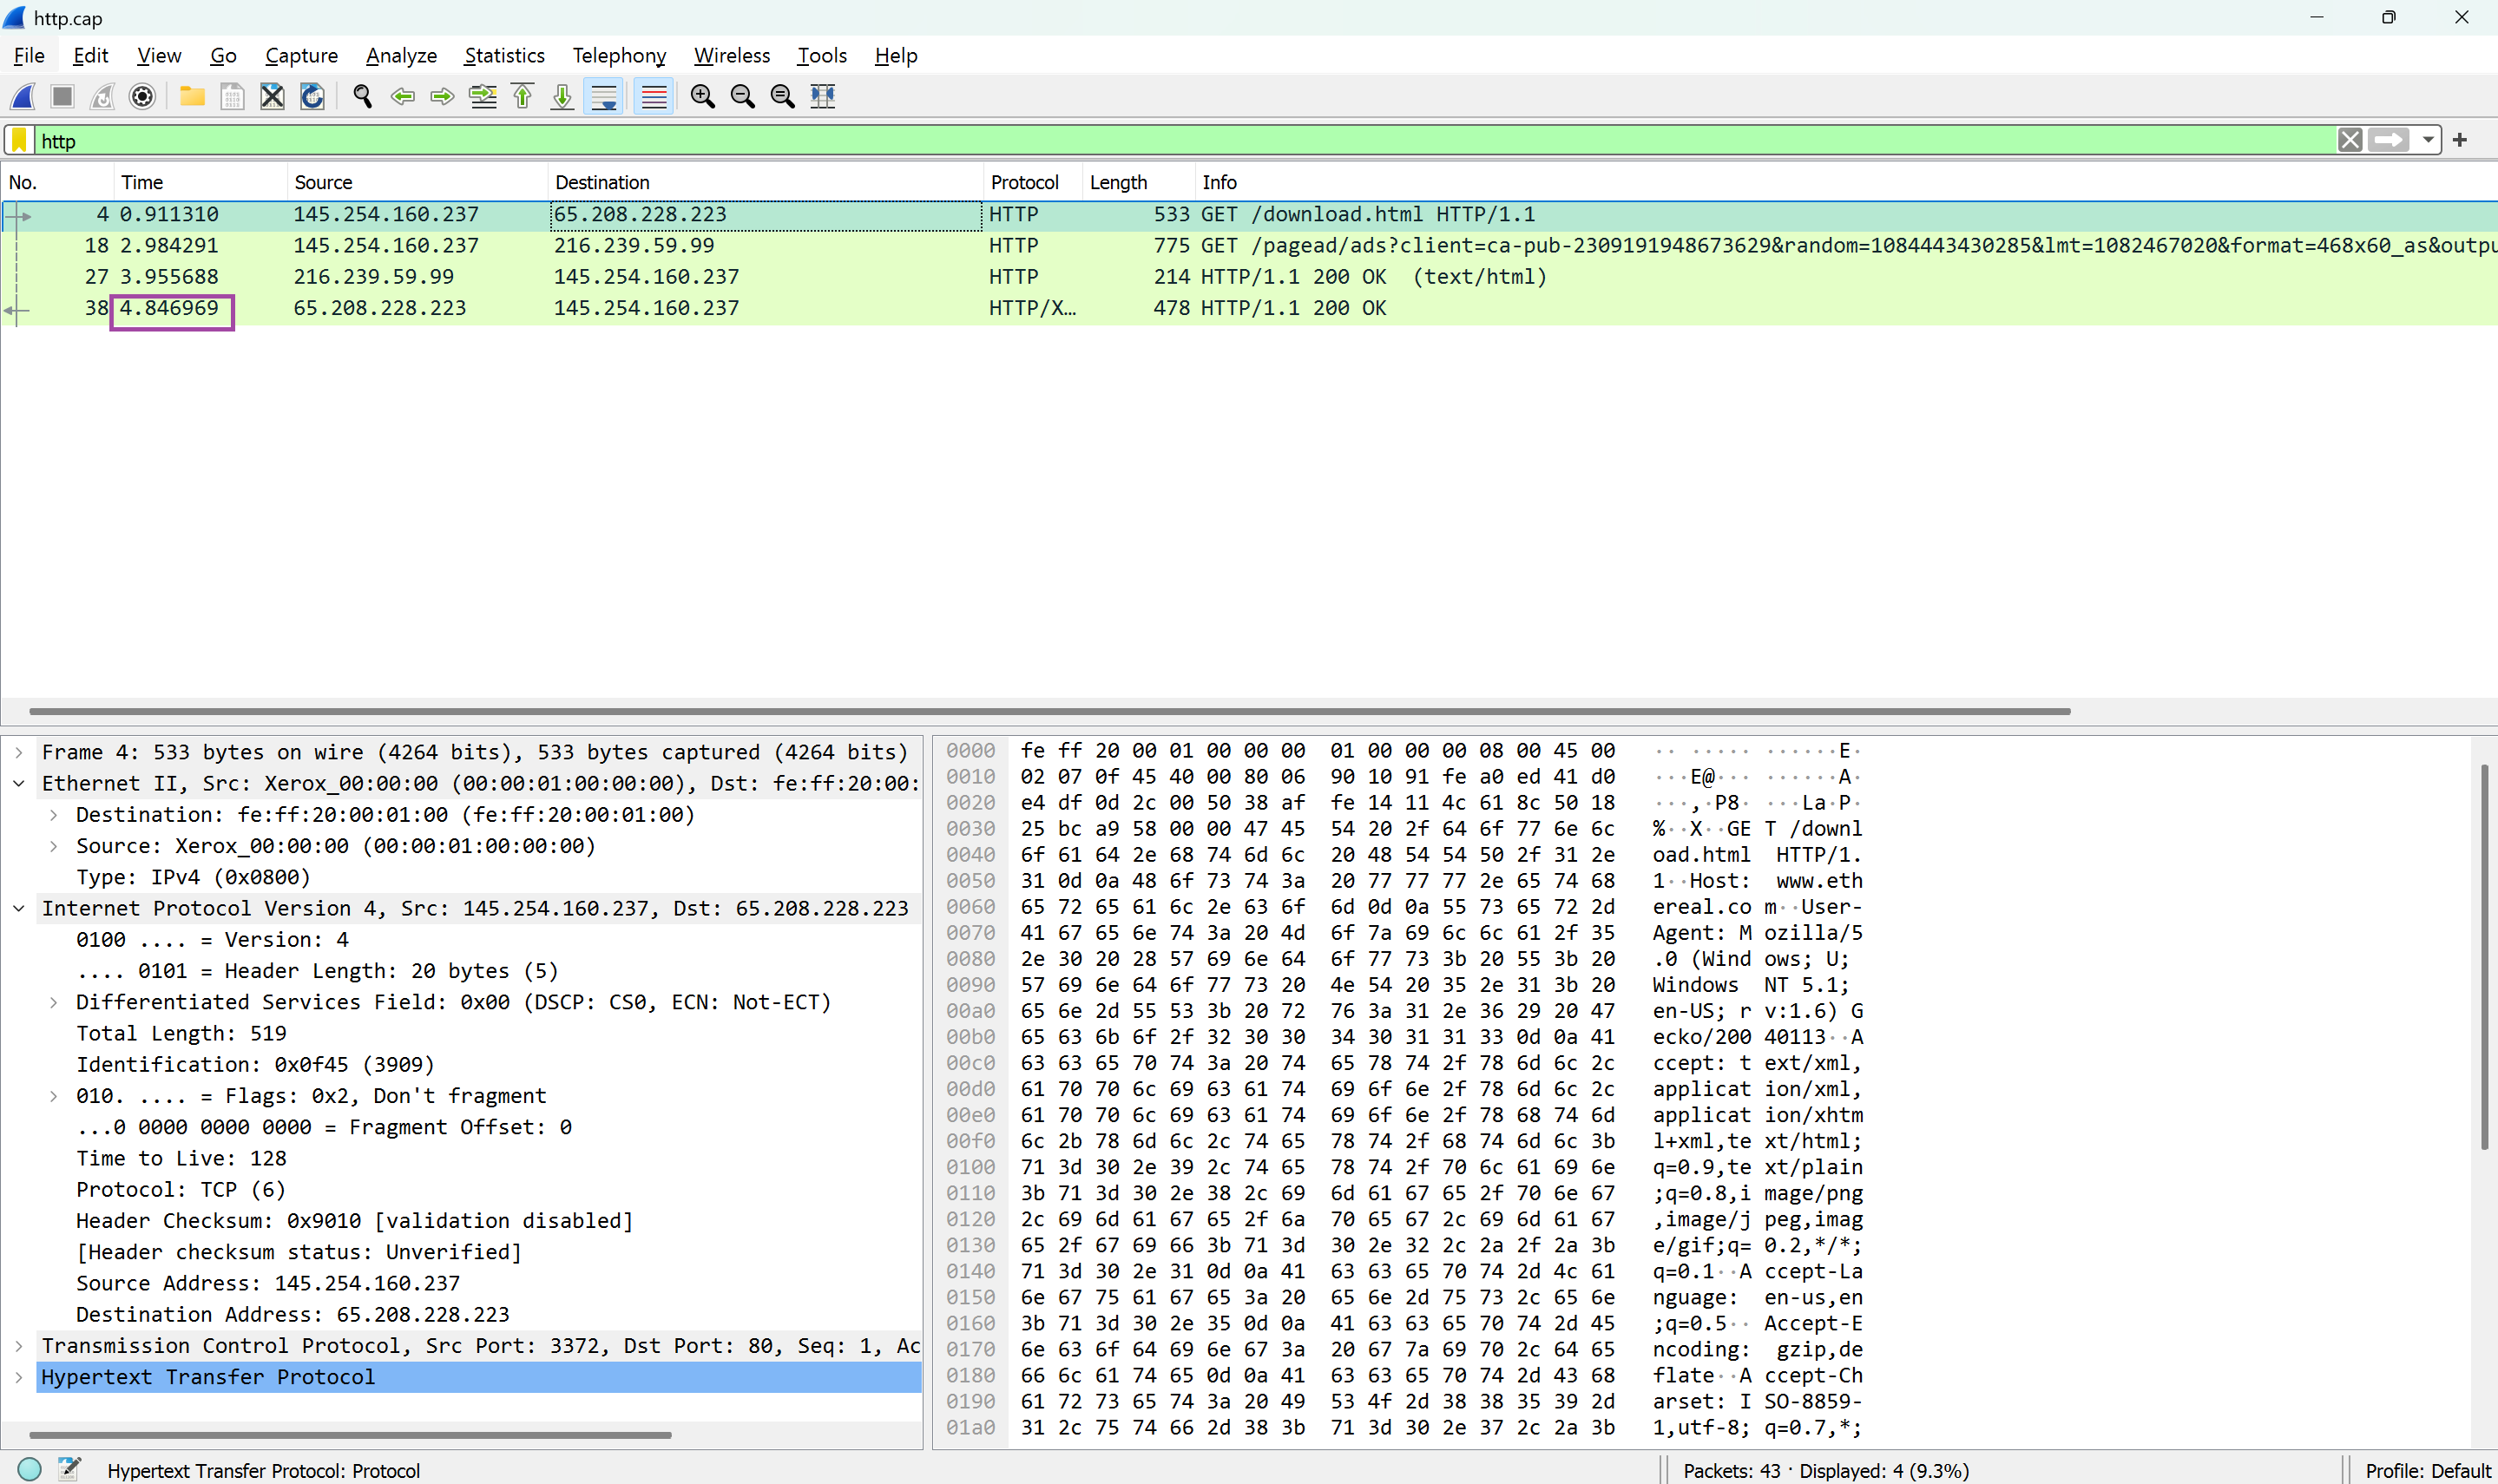 http.cap
File Edit View Go Capture Analyze Statistics Telephony Wireless Tools Help
http
No. Time Source Destination Protocol Length Info
4 0.911310 145.254.160.237 65.208.228.223 HTTP 533 GET /download.html HTTP/1.1
18 2.984291 145.254.160.237 216.239.59.99 HTTP 775 GET /pagead/ads?client=ca-pub-2309191948673629&random=1084443430285&lmt=1082467020&format=468x60_as&outpu
27 3.955688 216.239.59.99 145.254.160.237 HTTP 214 HTTP/1.1 200 OK (text/html)
38 4.846969 65.208.228.223 145.254.160.237 HTTP/X… 478 HTTP/1.1 200 OK
Frame 4: 533 bytes on wire (4264 bits), 533 bytes captured (4264 bits)
Ethernet II, Src: Xerox_00:00:00 (00:00:01:00:00:00), Dst: fe:ff:20:00:
Destination: fe:ff:20:00:01:00 (fe:ff:20:00:01:00)
Source: Xerox_00:00:00 (00:00:01:00:00:00)
Type: IPv4 (0x0800)
Internet Protocol Version 4, Src: 145.254.160.237, Dst: 65.208.228.223
0100 .... = Version: 4
.... 0101 = Header Length: 20 bytes (5)
Differentiated Services Field: 0x00 (DSCP: CS0, ECN: Not-ECT)
Total Length: 519
Identification: 0x0f45 (3909)
010. .... = Flags: 0x2, Don't fragment
...0 0000 0000 0000 = Fragment Offset: 0
Time to Live: 128
Protocol: TCP (6)
Header Checksum: 0x9010 [validation disabled]
[Header checksum status: Unverified]
Source Address: 145.254.160.237
Destination Address: 65.208.228.223
Transmission Control Protocol, Src Port: 3372, Dst Port: 80, Seq: 1, Ac
Hypertext Transfer Protocol
0000 fe ff 20 00 01 00 00 00 01 00 00 00 08 00 45 00 ·· ····· ······E·
0010 02 07 0f 45 40 00 80 06 90 10 91 fe a0 ed 41 d0 ···E@··· ······A·
0020 e4 df 0d 2c 00 50 38 af fe 14 11 4c 61 8c 50 18 ···,·P8· ···La·P·
0030 25 bc a9 58 00 00 47 45 54 20 2f 64 6f 77 6e 6c %··X··GE T /downl
0040 6f 61 64 2e 68 74 6d 6c 20 48 54 54 50 2f 31 2e oad.html HTTP/1.
0050 31 0d 0a 48 6f 73 74 3a 20 77 77 77 2e 65 74 68 1··Host: www.eth
0060 65 72 65 61 6c 2e 63 6f 6d 0d 0a 55 73 65 72 2d ereal.co m··User-
0070 41 67 65 6e 74 3a 20 4d 6f 7a 69 6c 6c 61 2f 35 Agent: M ozilla/5
0080 2e 30 20 28 57 69 6e 64 6f 77 73 3b 20 55 3b 20 .0 (Wind ows; U;
0090 57 69 6e 64 6f 77 73 20 4e 54 20 35 2e 31 3b 20 Windows NT 5.1;
00a0 65 6e 2d 55 53 3b 20 72 76 3a 31 2e 36 29 20 47 en-US; r v:1.6) G
00b0 65 63 6b 6f 2f 32 30 30 34 30 31 31 33 0d 0a 41 ecko/200 40113··A
00c0 63 63 65 70 74 3a 20 74 65 78 74 2f 78 6d 6c 2c ccept: t ext/xml,
00d0 61 70 70 6c 69 63 61 74 69 6f 6e 2f 78 6d 6c 2c applicat ion/xml,
00e0 61 70 70 6c 69 63 61 74 69 6f 6e 2f 78 68 74 6d applicat ion/xhtm
00f0 6c 2b 78 6d 6c 2c 74 65 78 74 2f 68 74 6d 6c 3b l+xml,te xt/html;
0100 71 3d 30 2e 39 2c 74 65 78 74 2f 70 6c 61 69 6e q=0.9,te xt/plain
0110 3b 71 3d 30 2e 38 2c 69 6d 61 67 65 2f 70 6e 67 ;q=0.8,i mage/png
0120 2c 69 6d 61 67 65 2f 6a 70 65 67 2c 69 6d 61 67 ,image/j peg,imag
0130 65 2f 67 69 66 3b 71 3d 30 2e 32 2c 2a 2f 2a 3b e/gif;q= 0.2,*/*;
0140 71 3d 30 2e 31 0d 0a 41 63 63 65 70 74 2d 4c 61 q=0.1··A ccept-La
0150 6e 67 75 61 67 65 3a 20 65 6e 2d 75 73 2c 65 6e nguage: en-us,en
0160 3b 71 3d 30 2e 35 0d 0a 41 63 63 65 70 74 2d 45 ;q=0.5·· Accept-E
0170 6e 63 6f 64 69 6e 67 3a 20 67 7a 69 70 2c 64 65 ncoding: gzip,de
0180 66 6c 61 74 65 0d 0a 41 63 63 65 70 74 2d 43 68 flate··A ccept-Ch
0190 61 72 73 65 74 3a 20 49 53 4f 2d 38 38 35 39 2d arset: I SO-8859-
01a0 31 2c 75 74 66 2d 38 3b 71 3d 30 2e 37 2c 2a 3b 1,utf-8; q=0.7,*;
Hypertext Transfer Protocol: Protocol
Packets: 43 · Displayed: 4 (9.3%)
Profile: Default